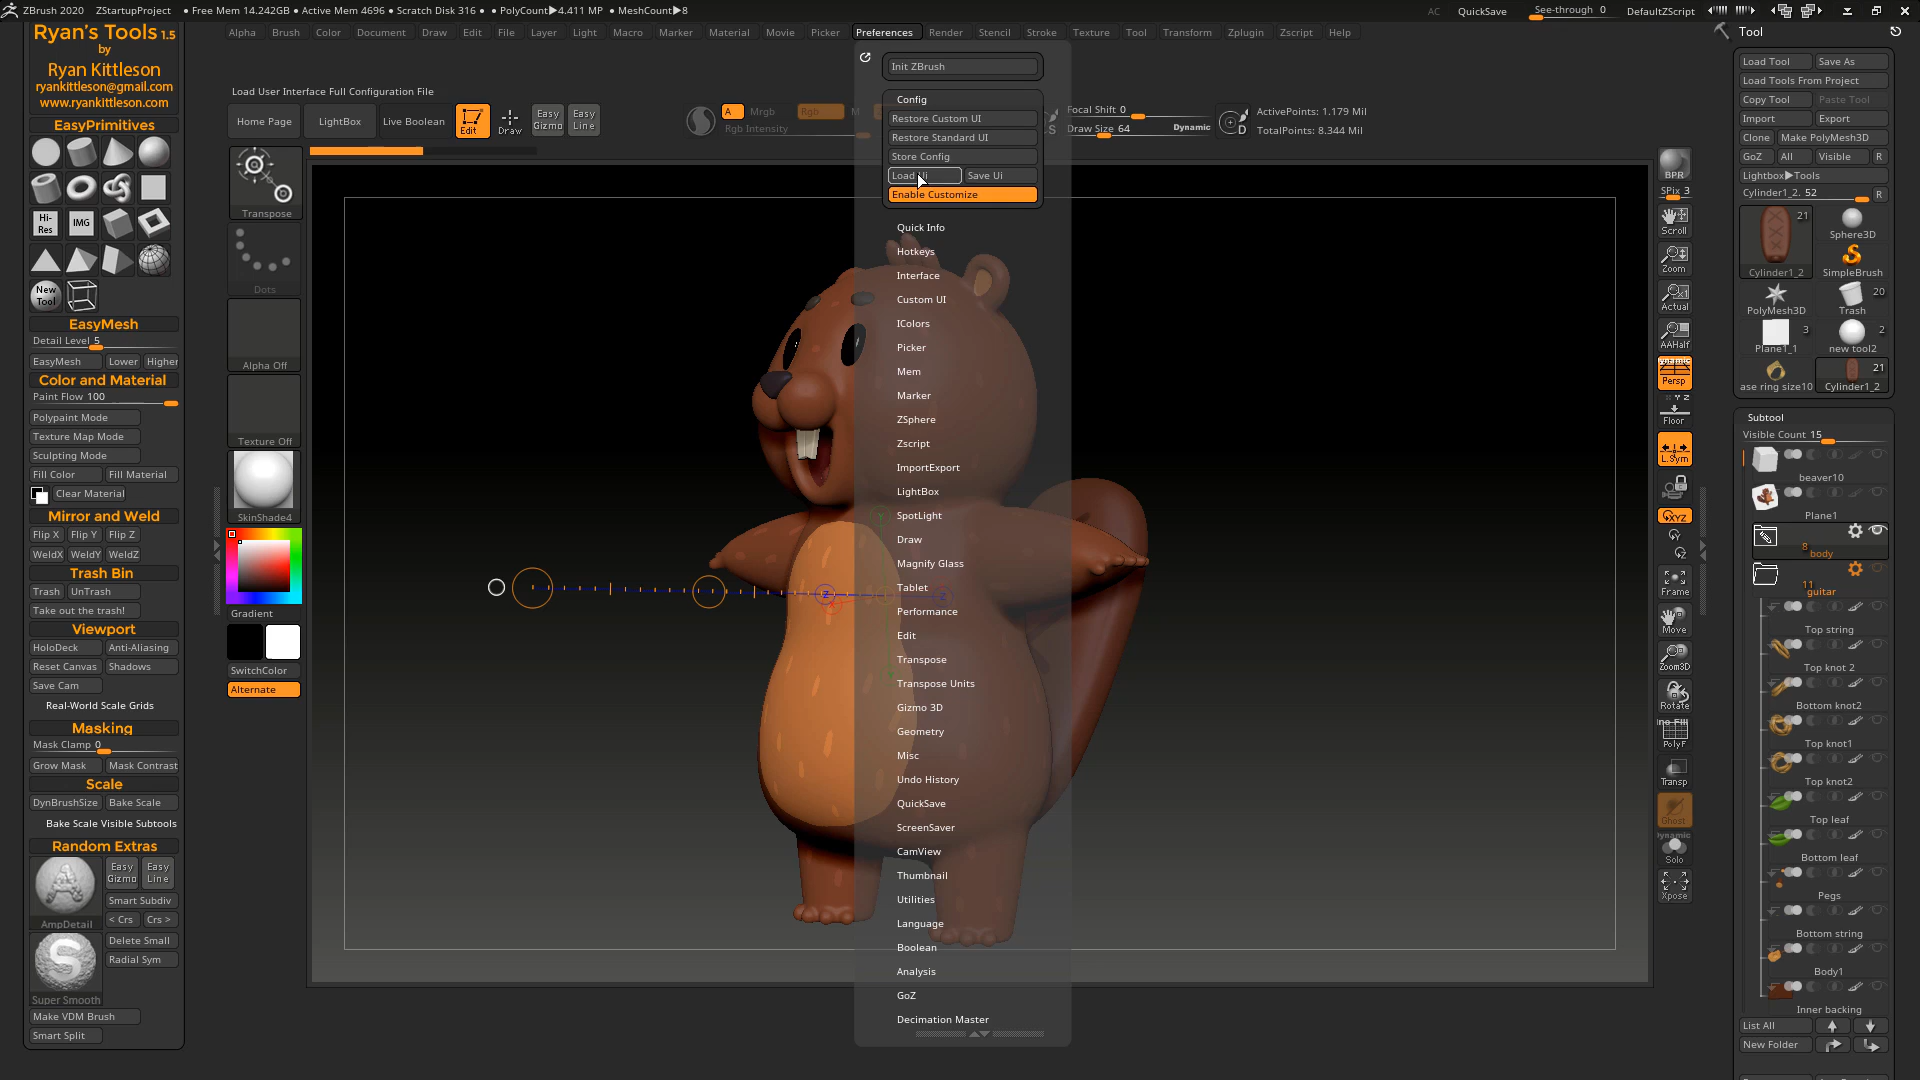 ZBrush 2020 ZStartupProject • Free Mem 14.242GB • Active Mem 4696 • Scratch Disk 316 • • PolyCount▶4.411 MP • MeshCount▶8
AC QuickSave See-through 0 DefaultZScript
Alpha Brush Color Document Draw Edit File Layer Light Macro Marker Material Movie Picker Preferences Render Stencil Stroke Texture Tool Transform Zplugin Zscript Help
Ryan's Tools 1.5
by
Ryan Kittleson
ryankittleson@gmail.com
www.ryankittleson.com
EasyPrimitives
Hi-Res
IMG
New Tool
EasyMesh
Detail Level 5
EasyMesh Lower Higher
Color and Material
Paint Flow 100
Polypaint Mode
Texture Map Mode
Sculpting Mode
Fill Color Fill Material
Clear Material
Mirror and Weld
Flip X Flip Y Flip Z
WeldX WeldY WeldZ
Trash Bin
Trash UnTrash
Take out the trash!
Viewport
HoloDeck Anti-Aliasing
Reset Canvas Shadows
Save Cam
Real-World Scale Grids
Masking
Mask Clamp 0
Grow Mask Mask Contrast
Scale
DynBrushSize Bake Scale
Bake Scale Visible Subtools
Random Extras
A
Easy Gizmo
Easy Line
AmpDetail
Smart Subdiv
< Crs Crs >
S
Delete Small
Radial Sym
Super Smooth
Make VDM Brush
Smart Split
Load User Interface Full Configuration File
Home Page LightBox Live Boolean Edit Draw
Easy Gizmo
Easy Line
A Mrgb Rgb M
Rgb Intensity
S
Focal Shift 0
Draw Size 64 Dynamic
D
ActivePoints: 1.179 Mil
TotalPoints: 8.344 Mil
Transpose
Dots
Alpha Off
Texture Off
SkinShade4
Gradient
SwitchColor
Alternate
Init ZBrush
Config
Restore Custom UI
Restore Standard UI
Store Config
Load Ui Save Ui
Enable Customize
Quick Info
Hotkeys
Interface
Custom UI
IColors
Picker
Mem
Marker
ZSphere
Zscript
ImportExport
LightBox
SpotLight
Draw
Magnify Glass
Tablet
Performance
Edit
Transpose
Transpose Units
Gizmo 3D
Geometry
Misc
Undo History
QuickSave
ScreenSaver
CamView
Thumbnail
Utilities
Language
Boolean
Analysis
GoZ
Decimation Master
Y
Z
Z
BPR
SPix 3
Scroll
Zoom
Actual
AAHalf
Dynamic
Persp
X Y Z
Floor
L.Sym
XYZ
Y
Z
Frame
Move
Zoom3D
Rotate
PolyF
Transp
Ghost
Dynamic
Solo
Xpose
Tool
Load Tool Save As
Load Tools From Project
Copy Tool Paste Tool
Import Export
Clone Make PolyMesh3D
GoZ All Visible R
Lightbox▶Tools
Cylinder1_2. 52 R
21
Cylinder1_2
Sphere3D
SimpleBrush
PolyMesh3D
20
Trash
3
Plane1_1
2
new tool2
ase ring size10
21
Cylinder1_2
Subtool
Visible Count 15
beaver10
Plane1
8
body
11
guitar
Top string
Top knot 2
Bottom knot2
Top knot1
Top knot2
Top leaf
Bottom leaf
Pegs
Bottom string
Body1
Inner backing
List All
New Folder